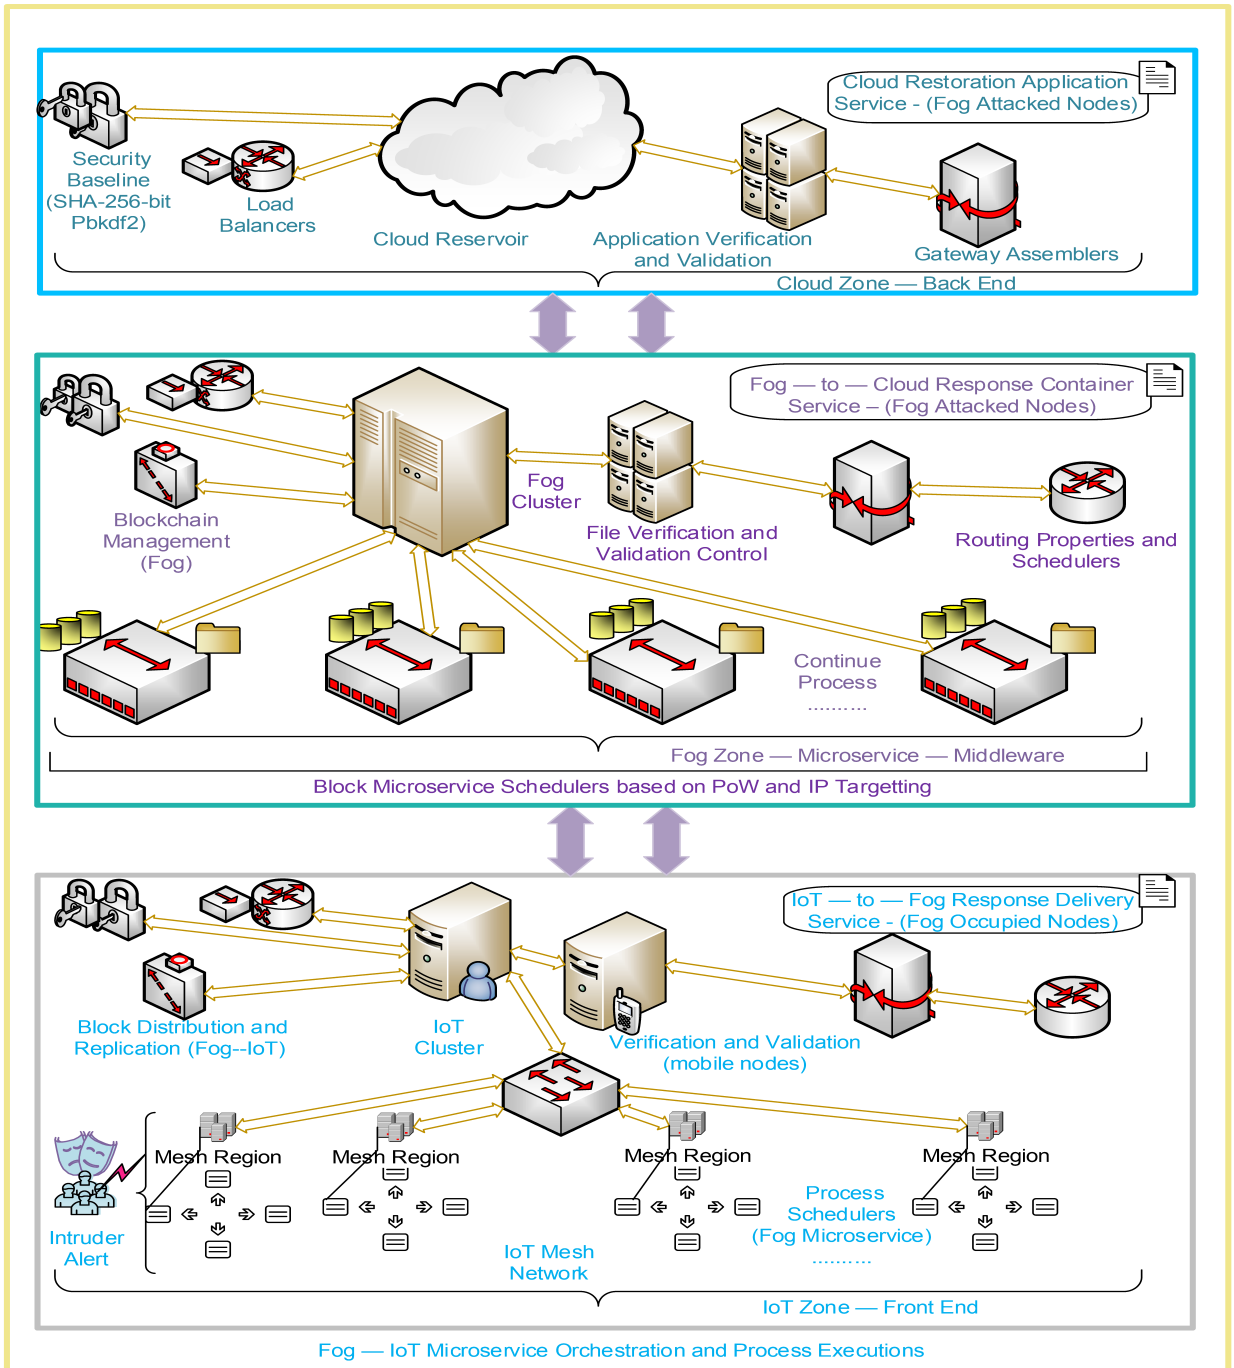 Cloud Restoration Application
Service - (Fog Attacked Nodes)
Security
Baseline
(SHA-256-bit
Pbkdf2)
Load
Balancers
Cloud Reservoir
Application Verification
and Validation
Gateway Assemblers
Cloud Zone — Back End
Fog — to — Cloud Response Container
Service – (Fog Attacked Nodes)
Fog
Cluster
Blockchain
Management
(Fog)
File Verification and
Validation Control
Routing Properties and
Schedulers
Continue
Process
..........
Fog Zone — Microservice — Middleware
Block Microservice Schedulers based on PoW and IP Targetting
IoT — to — Fog Response Delivery
Service - (Fog Occupied Nodes)
Block Distribution and
Replication (Fog--IoT)
IoT
Cluster
Verification and Validation
(mobile nodes)
Mesh Region
Mesh Region
Mesh Region
Mesh Region
Intruder
Alert
Process
Schedulers
(Fog Microservice)
..........
IoT Mesh
Network
IoT Zone — Front End
Fog — IoT Microservice Orchestration and Process Executions